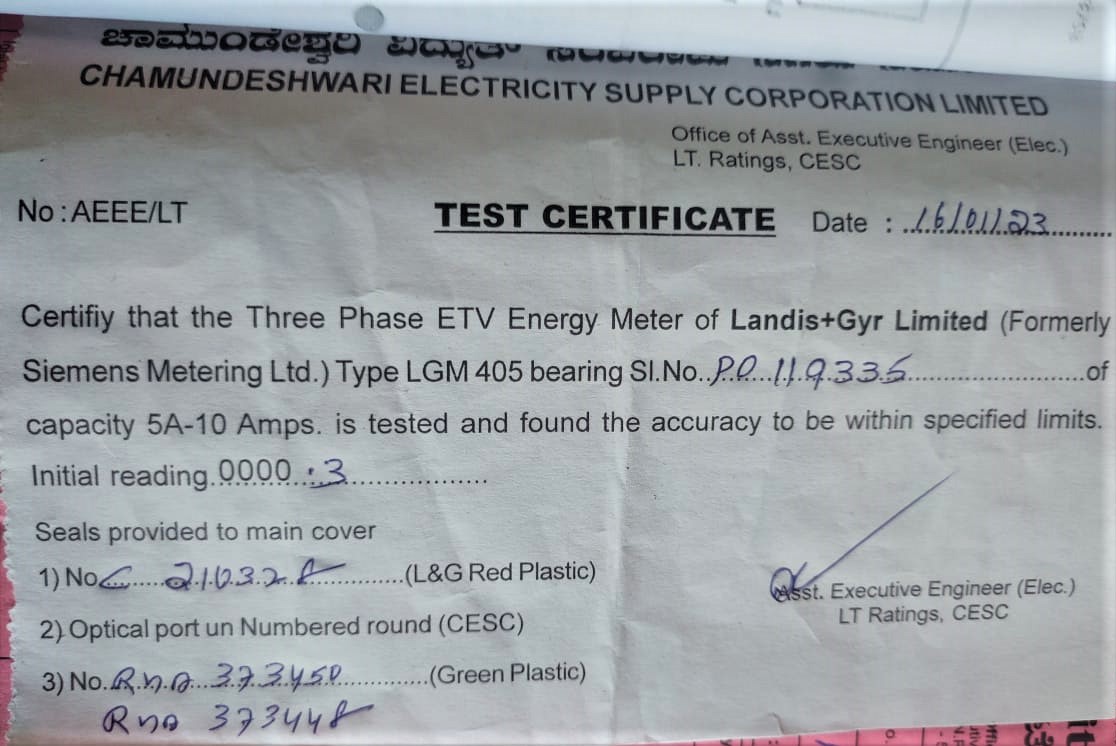 ಚಾಮುಂಡೇಶ್ವರಿ ವಿದ್ಯುತ್
CHAMUNDESHWARI ELECTRICITY SUPPLY CORPORATION LIMITED
Office of Asst. Executive Engineer (Elec.)
LT. Ratings, CESC
No : AEEE/LT TEST CERTIFICATE Date : 16/01/23
Certifiy that the Three Phase ETV Energy Meter of Landis+Gyr Limited (Formerly
Siemens Metering Ltd.) Type LGM 405 bearing Sl.No. P0 119335 of
capacity 5A-10 Amps. is tested and found the accuracy to be within specified limits.
Initial reading. 0000.3
Seals provided to main cover
1) No C 210328 (L&G Red Plastic)
Asst. Executive Engineer (Elec.)
LT Ratings, CESC
2) Optical port un Numbered round (CESC)
3) No. 373450 (Green Plastic)
373448